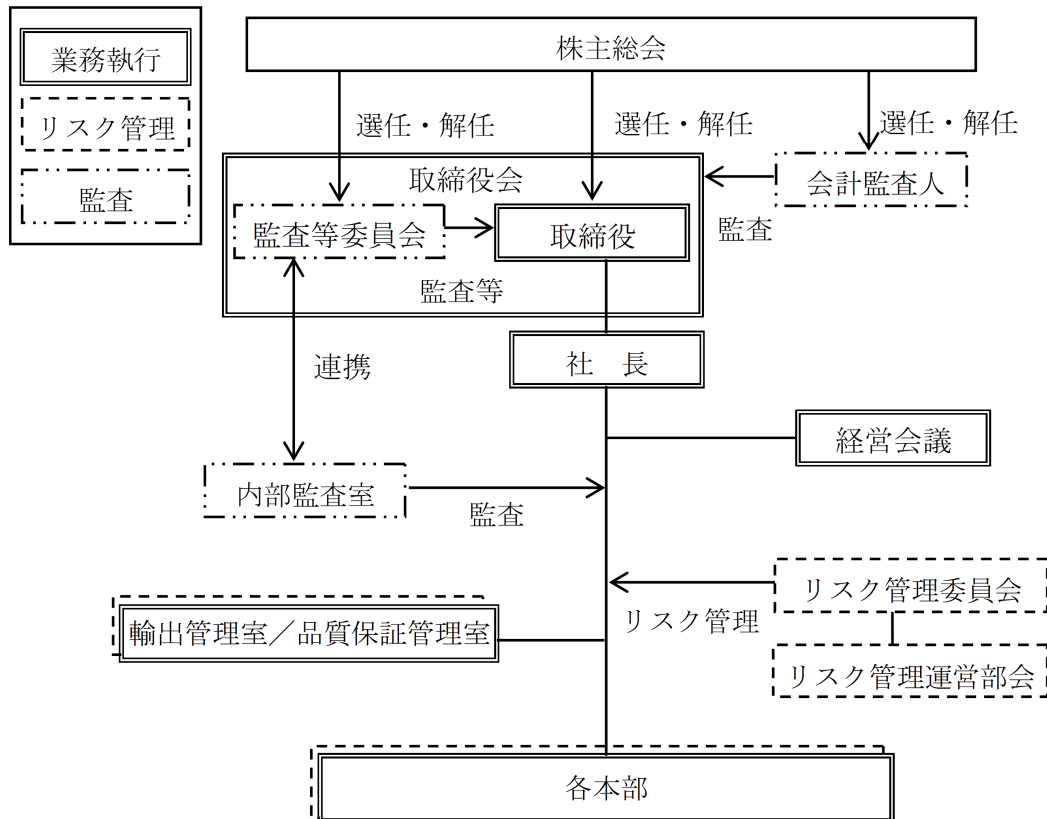 業務執行
リスク管理
監査
株主総会
選任・解任
選任・解任
選任・解任
取締役会
会計監査人
監査等委員会
取締役
監査
監査等
社　長
連携
経営会議
内部監査室
監査
リスク管理委員会
リスク管理
輸出管理室／品質保証管理室
リスク管理運営部会
各本部